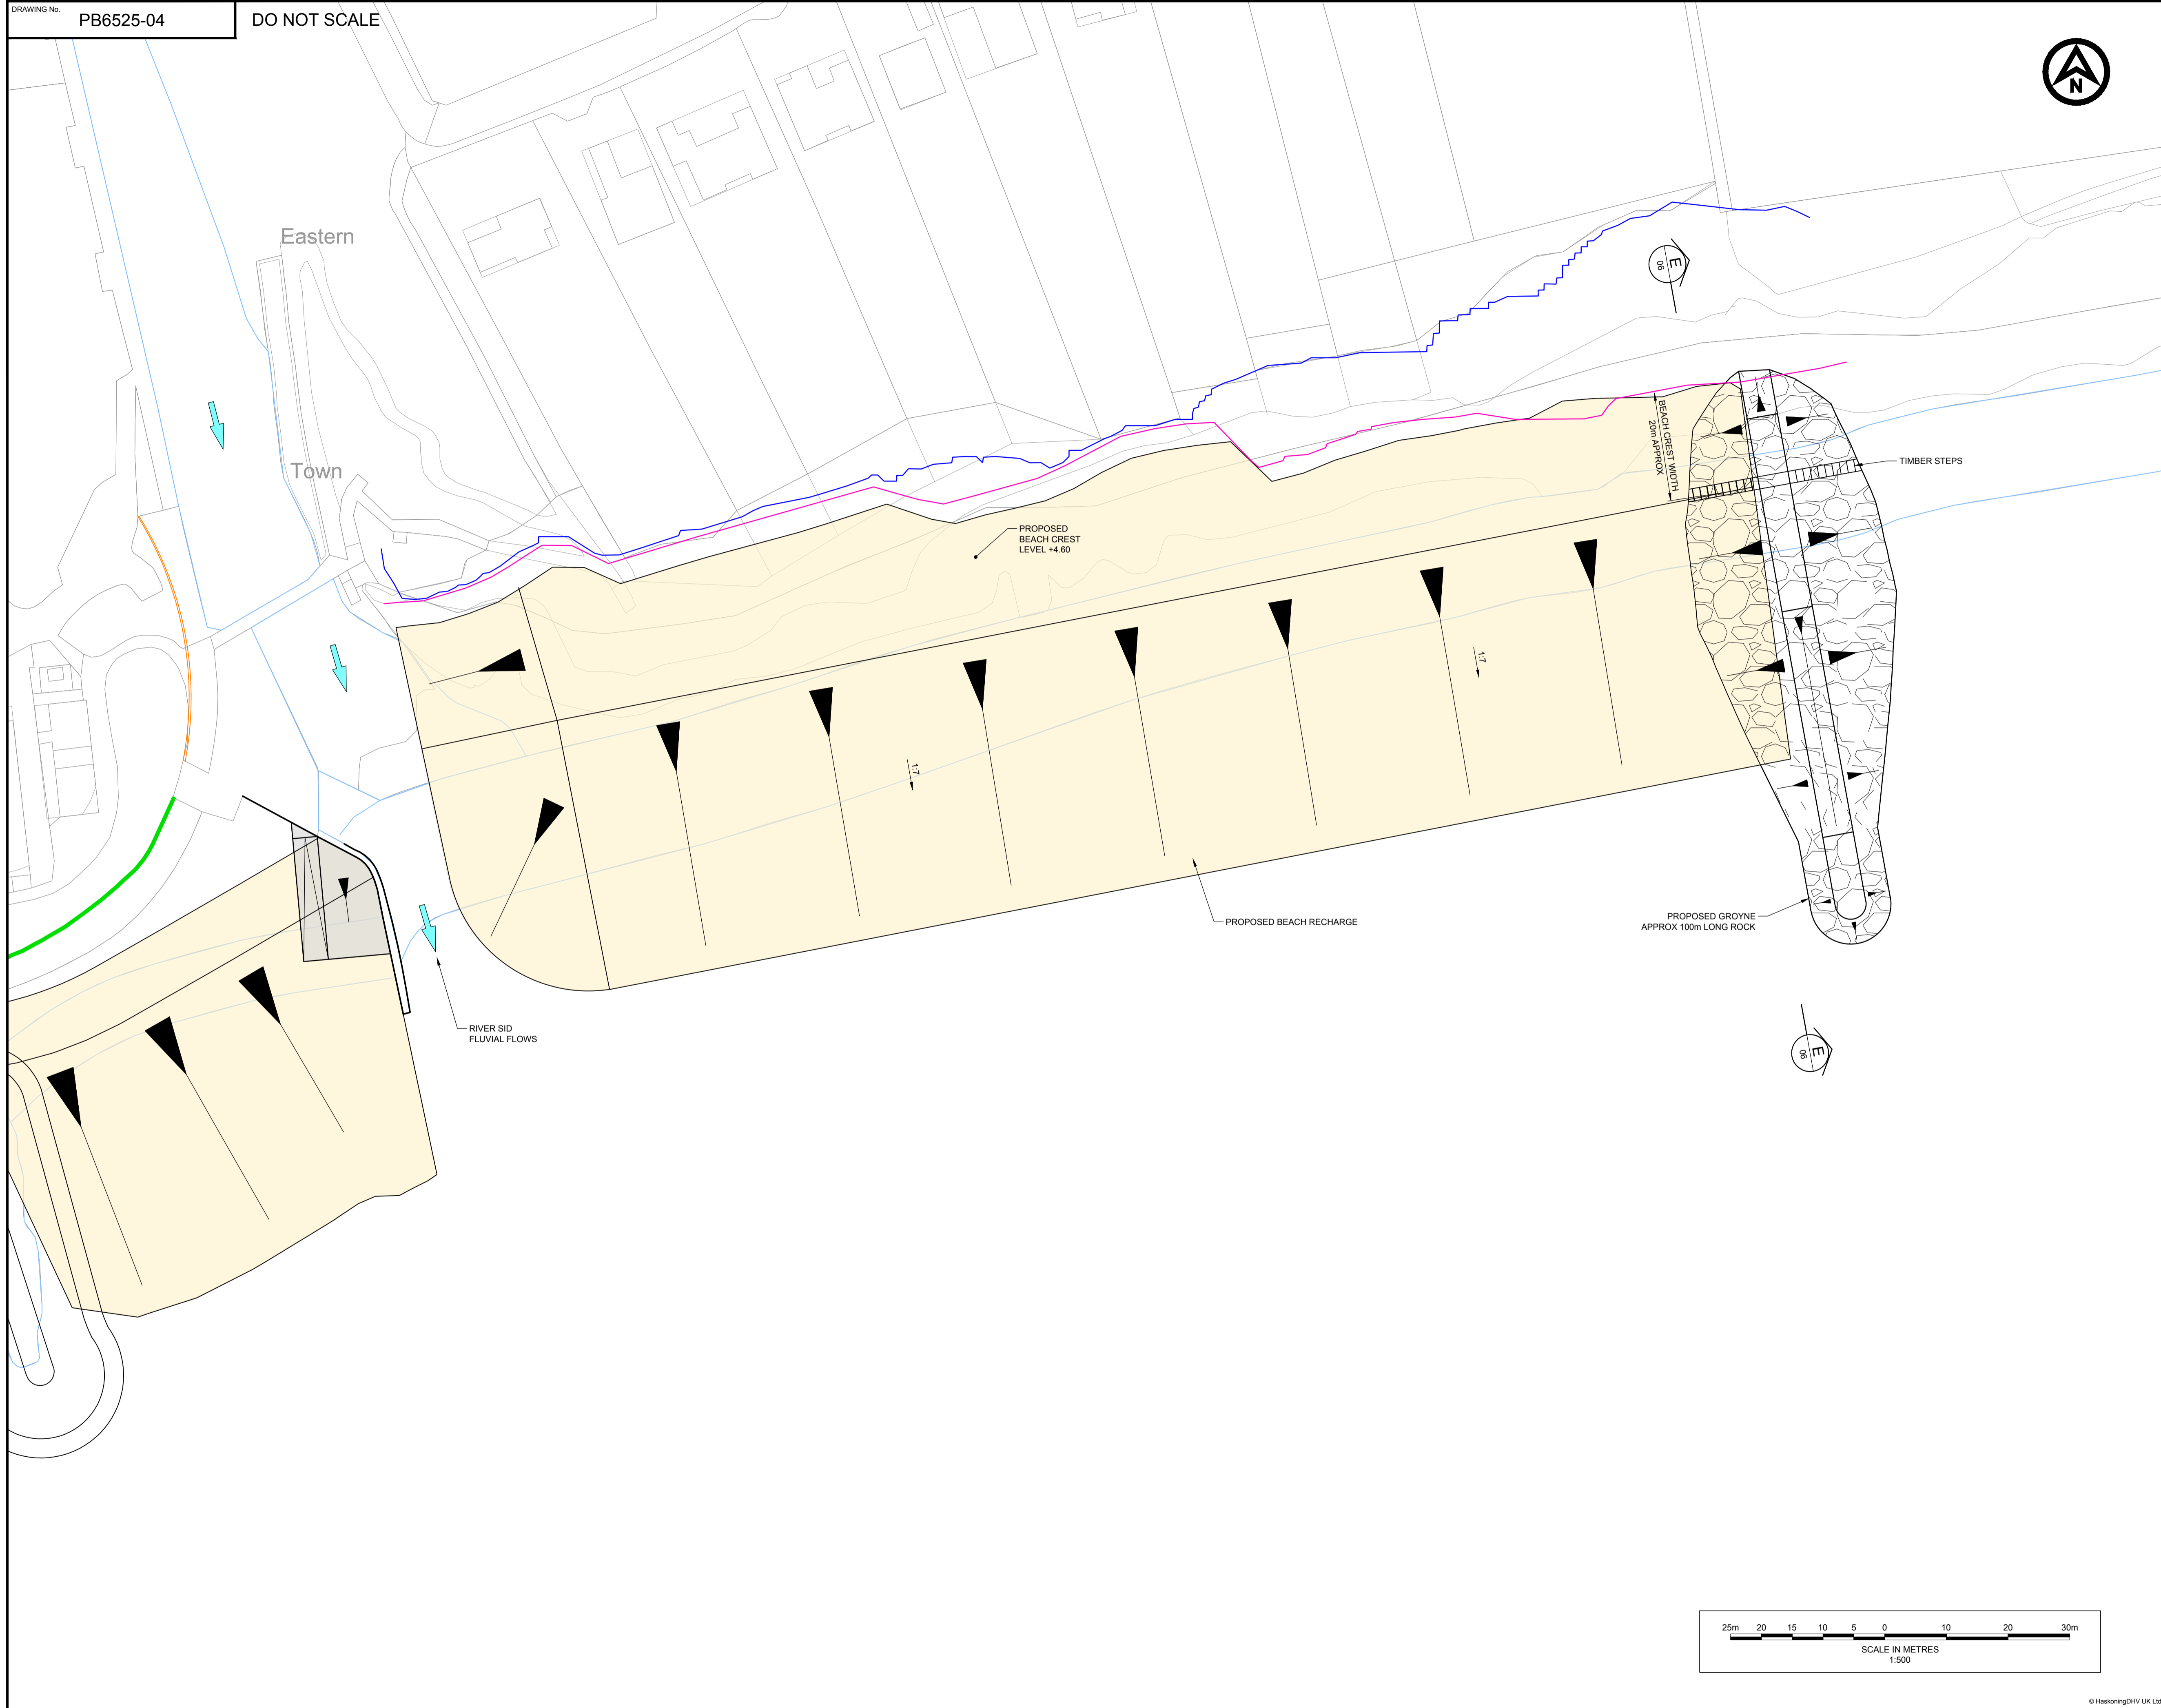 DRAWING No.
PB6525-04
DO NOT SCALE
N
Eastern
Town
E
06
BEACH CREST WIDTH
20m APPROX
TIMBER STEPS
PROPOSED
BEACH CREST
LEVEL +4.60
1:7
1:7
PROPOSED BEACH RECHARGE
PROPOSED GROYNE
APPROX 100m LONG ROCK
RIVER SID
FLUVIAL FLOWS
E
06
25m 20 15 10 5 0 10 20 30m
SCALE IN METRES
1:500
© HaskoningDHV UK Ltd